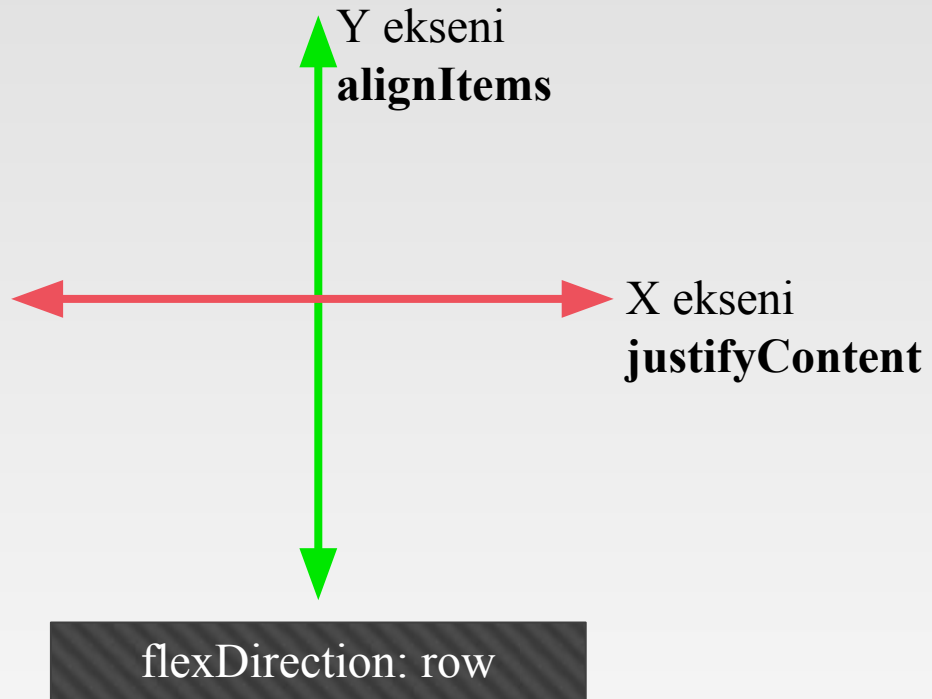 Y ekseni
alignItems
X ekseni
justifyContent
flexDirection: row